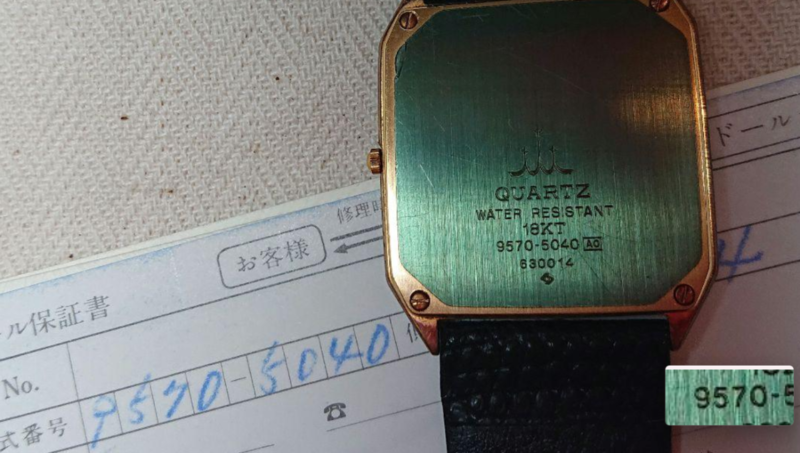 QUARTZ
WATER RESISTANT
18KT
9570-5040 AO
630014
ドール
修理
お客様
ル保証書
No.
式番号
9570-5040
4
☎
9570-5